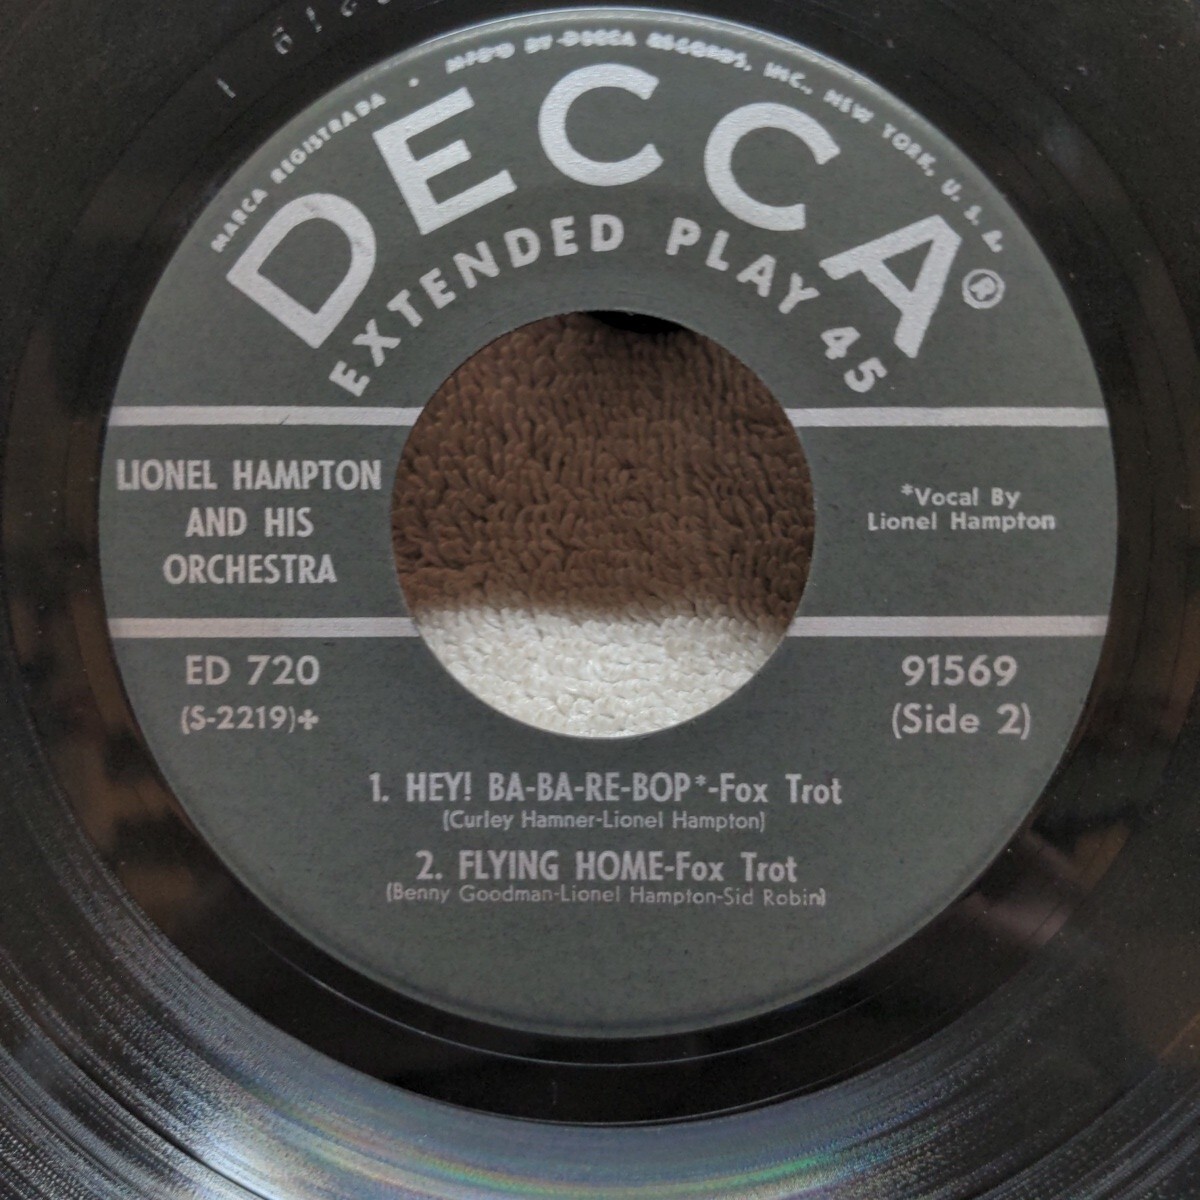 MARCA REGISTRADA • MFD BY DECCA RECORDS, INC., NEW YORK, U. S. A.
DECCA®
EXTENDED PLAY 45
LIONEL HAMPTON
AND HIS
ORCHESTRA
*Vocal By
Lionel Hampton
ED 720
(S-2219)+
91569
(Side 2)
1. HEY! BA-BA-RE-BOP*-Fox Trot
(Curley Hamner-Lionel Hampton)
2. FLYING HOME-Fox Trot
(Benny Goodman-Lionel Hampton-Sid Robin)